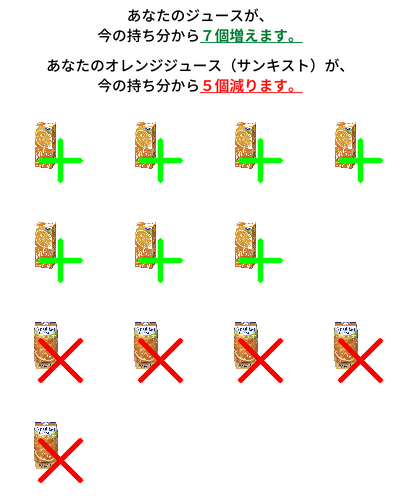 あなたのジュースが、
今の持ち分から７個増えます。
あなたのオレンジジュース（サンキスト）が、
今の持ち分から５個減ります。